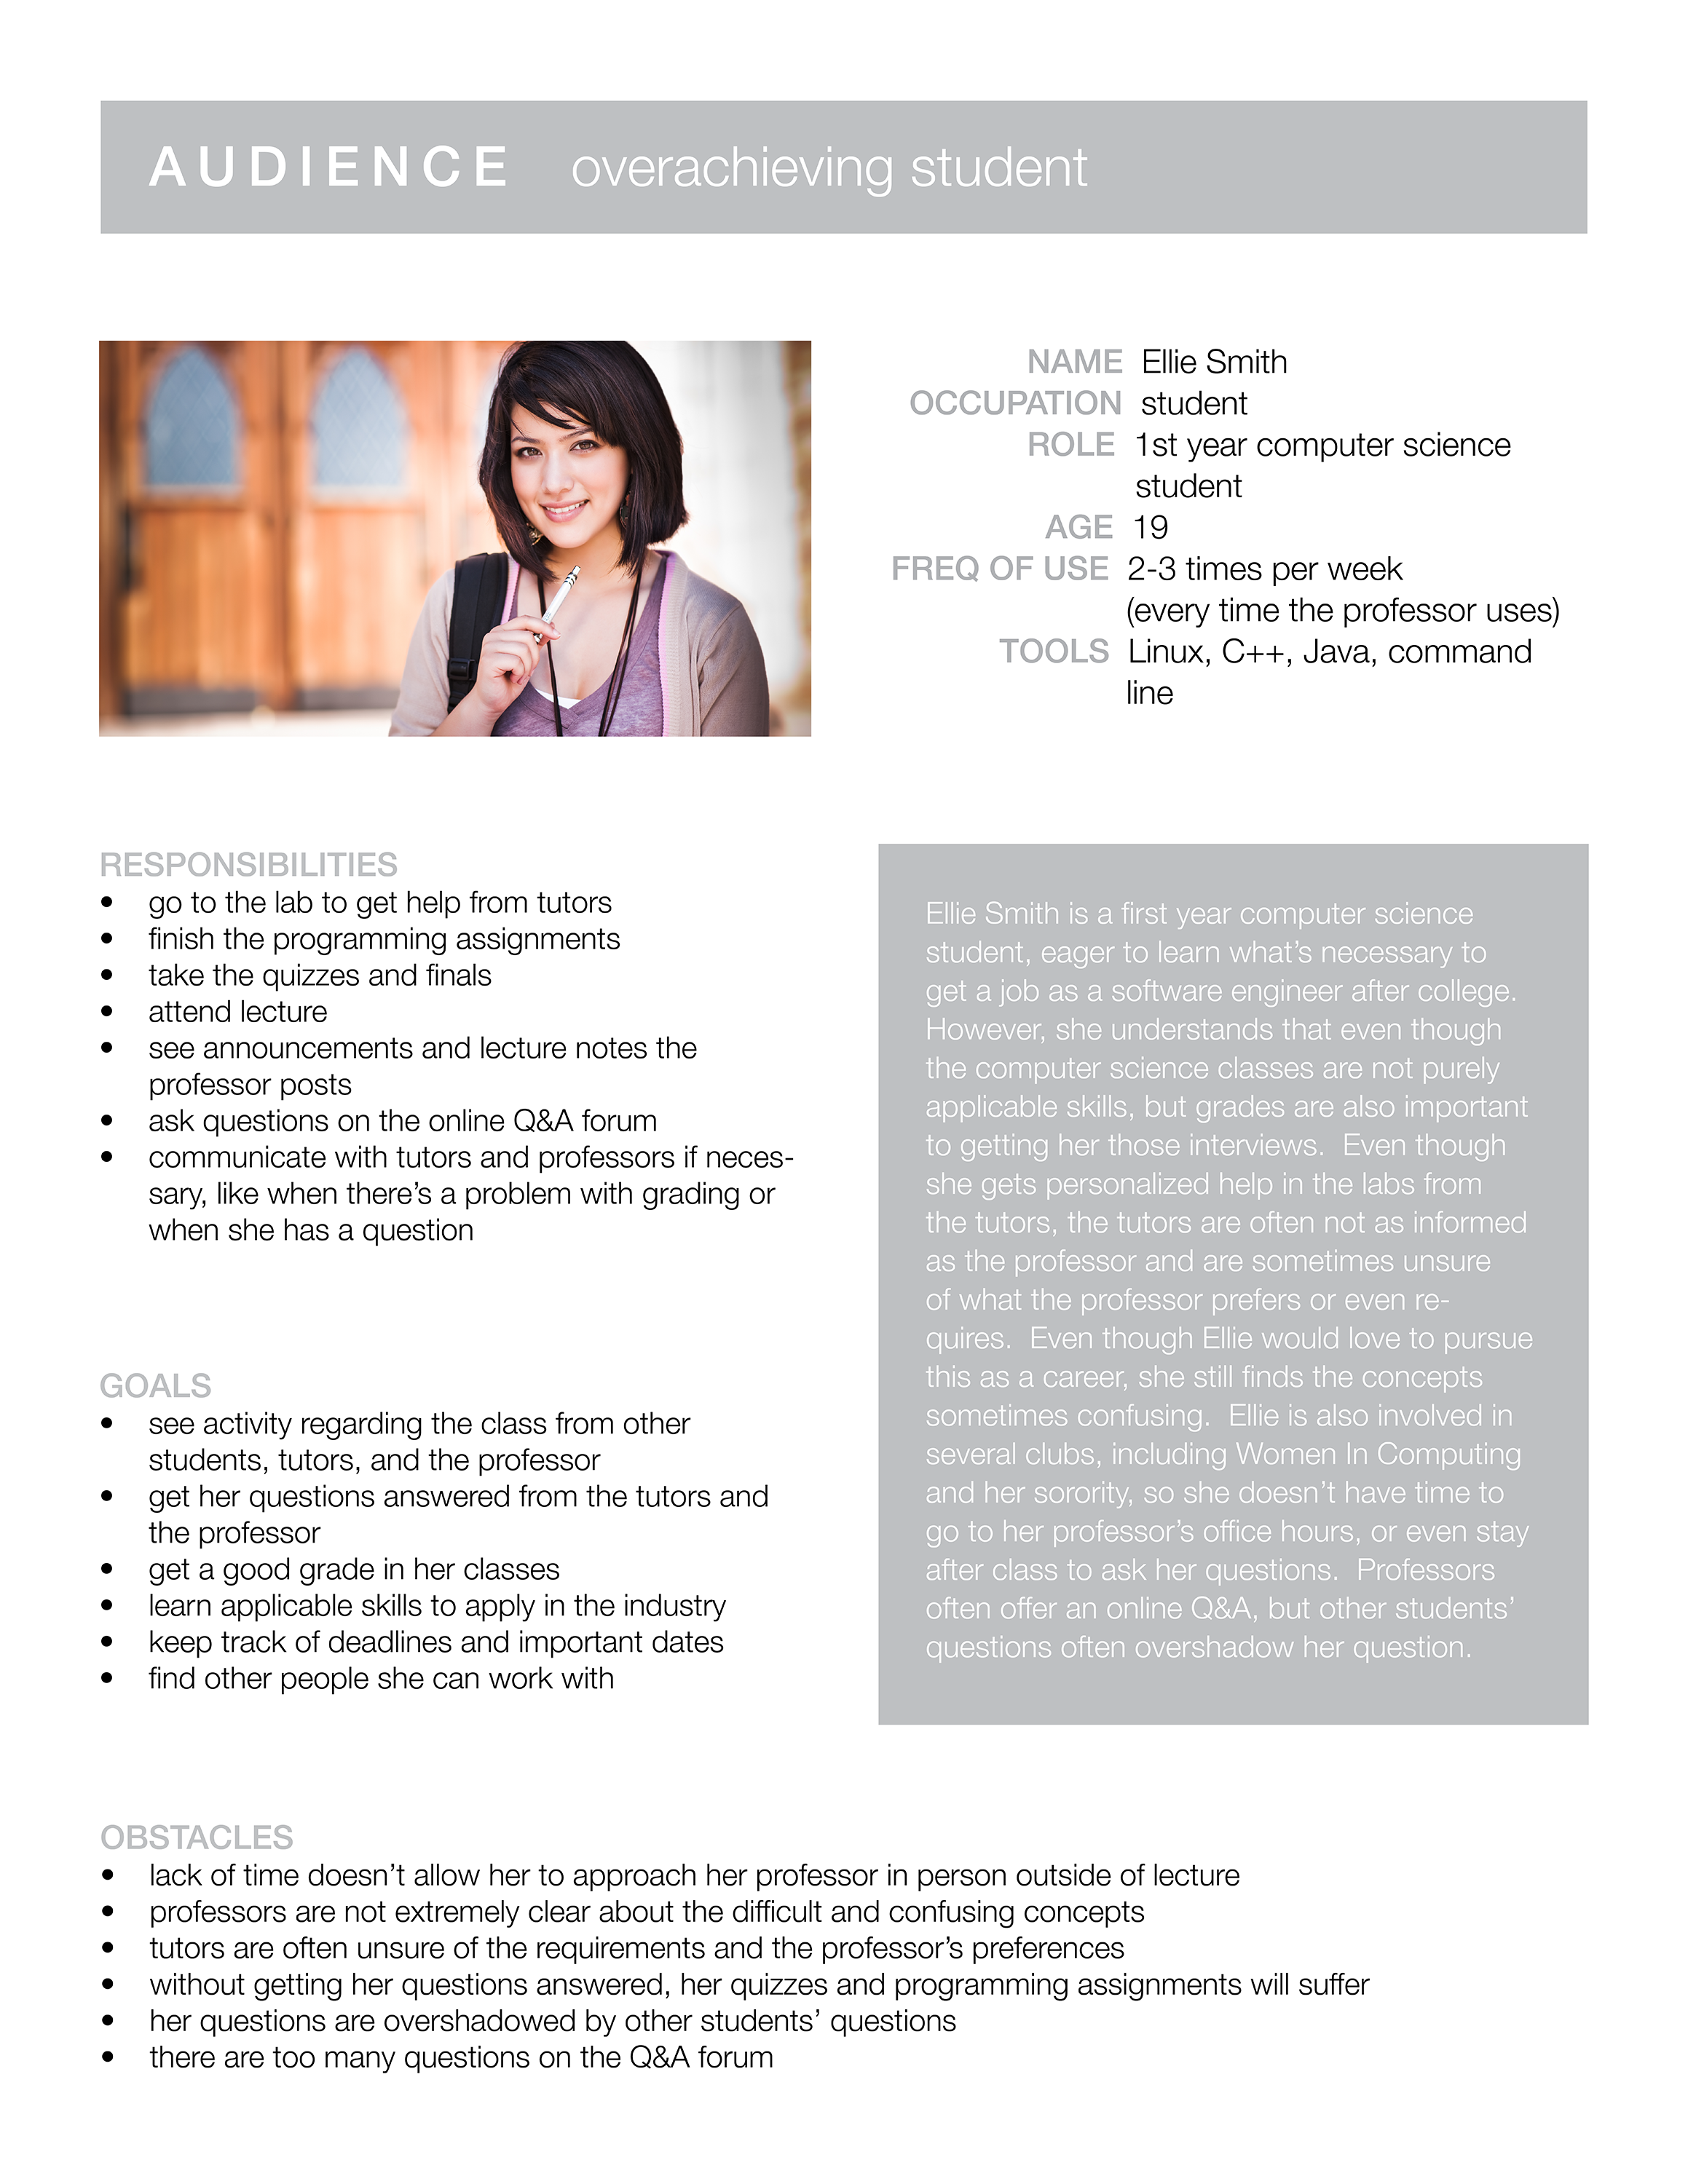 AUDIENCE overachieving student
NAME Ellie Smith
OCCUPATION student
ROLE 1st year computer science
student
AGE 19
FREQ OF USE 2-3 times per week
(every time the professor uses)
TOOLS Linux, C++, Java, command
line
RESPONSIBILITIES
• go to the lab to get help from tutors
• finish the programming assignments
• take the quizzes and finals
• attend lecture
• see announcements and lecture notes the
professor posts
• ask questions on the online Q&A forum
• communicate with tutors and professors if neces-
sary, like when there's a problem with grading or
when she has a question
GOALS
• see activity regarding the class from other
students, tutors, and the professor
• get her questions answered from the tutors and
the professor
• get a good grade in her classes
• learn applicable skills to apply in the industry
• keep track of deadlines and important dates
• find other people she can work with
Ellie Smith is a first year computer science
student, eager to learn what's necessary to
get a job as a software engineer after college.
However, she understands that even though
the computer science classes are not purely
applicable skills, but grades are also important
to getting her those interviews.  Even though
she gets personalized help in the labs from
the tutors, the tutors are often not as informed
as the professor and are sometimes unsure
of what the professor prefers or even re-
quires.  Even though Ellie would love to pursue
this as a career, she still finds the concepts
sometimes confusing.  Ellie is also involved in
several clubs, including Women In Computing
and her sorority, so she doesn't have time to
go to her professor's office hours, or even stay
after class to ask her questions.  Professors
often offer an online Q&A, but other students'
questions often overshadow her question.
OBSTACLES
• lack of time doesn't allow her to approach her professor in person outside of lecture
• professors are not extremely clear about the difficult and confusing concepts
• tutors are often unsure of the requirements and the professor's preferences
• without getting her questions answered, her quizzes and programming assignments will suffer
• her questions are overshadowed by other students' questions
• there are too many questions on the Q&A forum